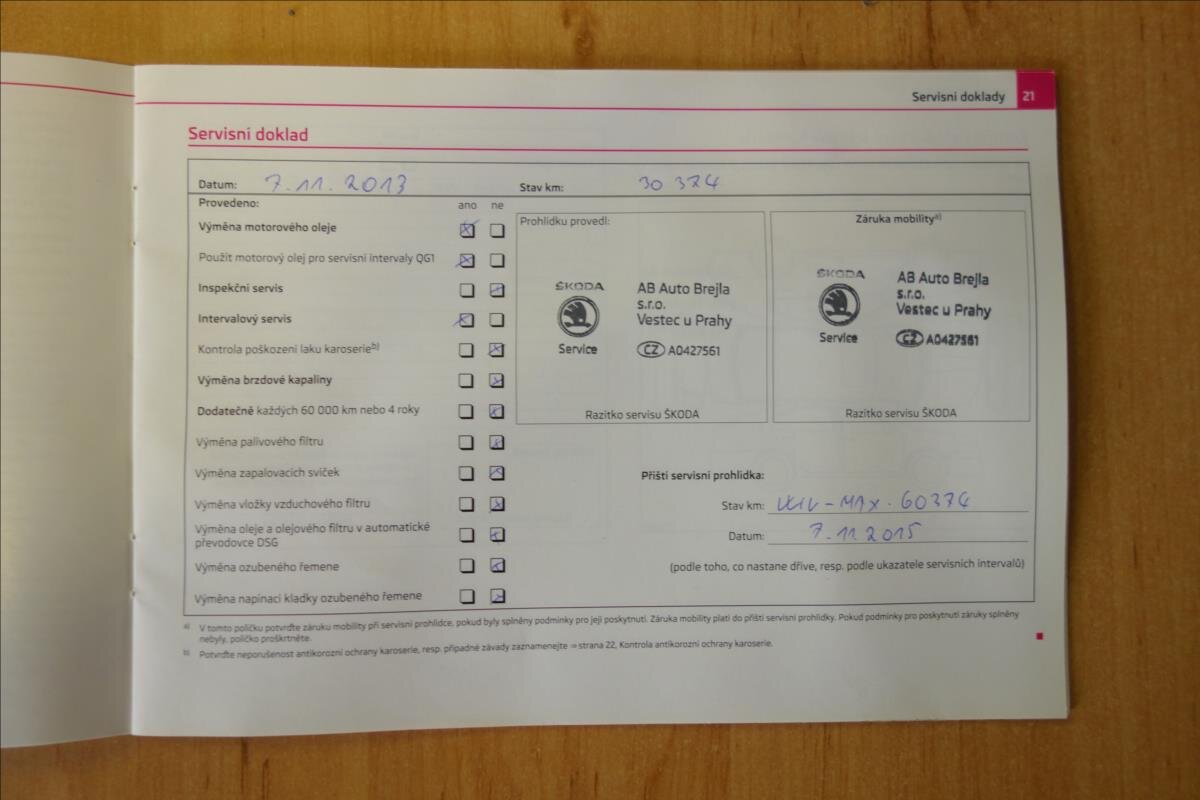 Servisní doklady 21
Servisní doklad
Datum: 7.11.2013 Stav km: 30 374
Provedeno: ano ne
Výměna motorového oleje
Použit motorový olej pro servisní intervaly QG1
Inspekční servis
Intervalový servis
Kontrola poškození laku karoserieb)
Výměna brzdové kapaliny
Dodatečně každých 60 000 km nebo 4 roky
Výměna palivového filtru
Výměna zapalovacích svíček
Výměna vložky vzduchového filtru
Výměna oleje a olejového filtru v automatické
převodovce DSG
Výměna ozubeného řemene
Výměna napínací kladky ozubeného řemene
Prohlídku provedl:
ŠKODA
Service
AB Auto Brejla
s.r.o.
Vestec u Prahy
CZ A0427561
Razítko servisu ŠKODA
Záruka mobilitya)
ŠKODA
Service
AB Auto Brejla
s.r.o.
Vestec u Prahy
CZ A0427561
Razítko servisu ŠKODA
Příští servisní prohlídka:
Stav km: - MAX. 60374
Datum: 7.11.2015
(podle toho, co nastane dříve, resp. podle ukazatele servisních intervalů)
a) V tomto políčku potvrďte záruku mobility při servisní prohlídce, pokud byly splněny podmínky pro její poskytnutí. Záruka mobility platí do příští servisní prohlídky. Pokud podmínky pro poskytnutí záruky splněny
nebyly, políčko proškrtněte.
b) Potvrďte neporušenost antikorozní ochrany karoserie, resp. případné závady zaznamenejte ⇒ strana 22, Kontrola antikorozní ochrany karoserie.